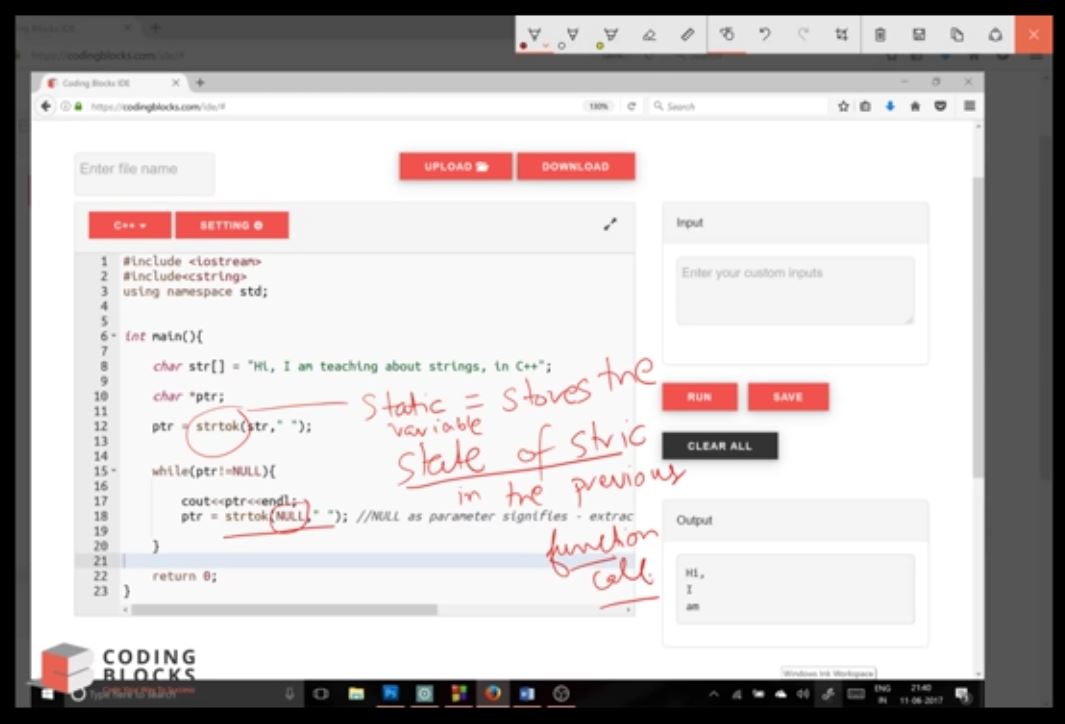 Coding Blocks IDE
https://codingblocks.com/ide/#
130%
Search
Enter file name
UPLOAD
DOWNLOAD
C++
SETTING
1 #include <iostream>
2 #include<cstring>
3 using namespace std;
4
5
6 int main(){
7
8 char str[] = "Hi, I am teaching about strings, in C++";
9
10 char *ptr;
11
12 ptr = strtok(str," ");
13
14
15 while(ptr!=NULL){
16
17 cout<<ptr<<endl;
18 ptr = strtok(NULL," "); //NULL as parameter signifies - extrac
19
20 }
21
22 return 0;
23 }
static = stores the
variable
state of stric
in the previous
function
call
Input
Enter your custom inputs
RUN
SAVE
CLEAR ALL
Output
Hi,
I
am
Windows Ink Workspace
CODING
BLOCKS
Code Your Way To Success
Type here to search
ENG
IN
21:40
11-06-2017